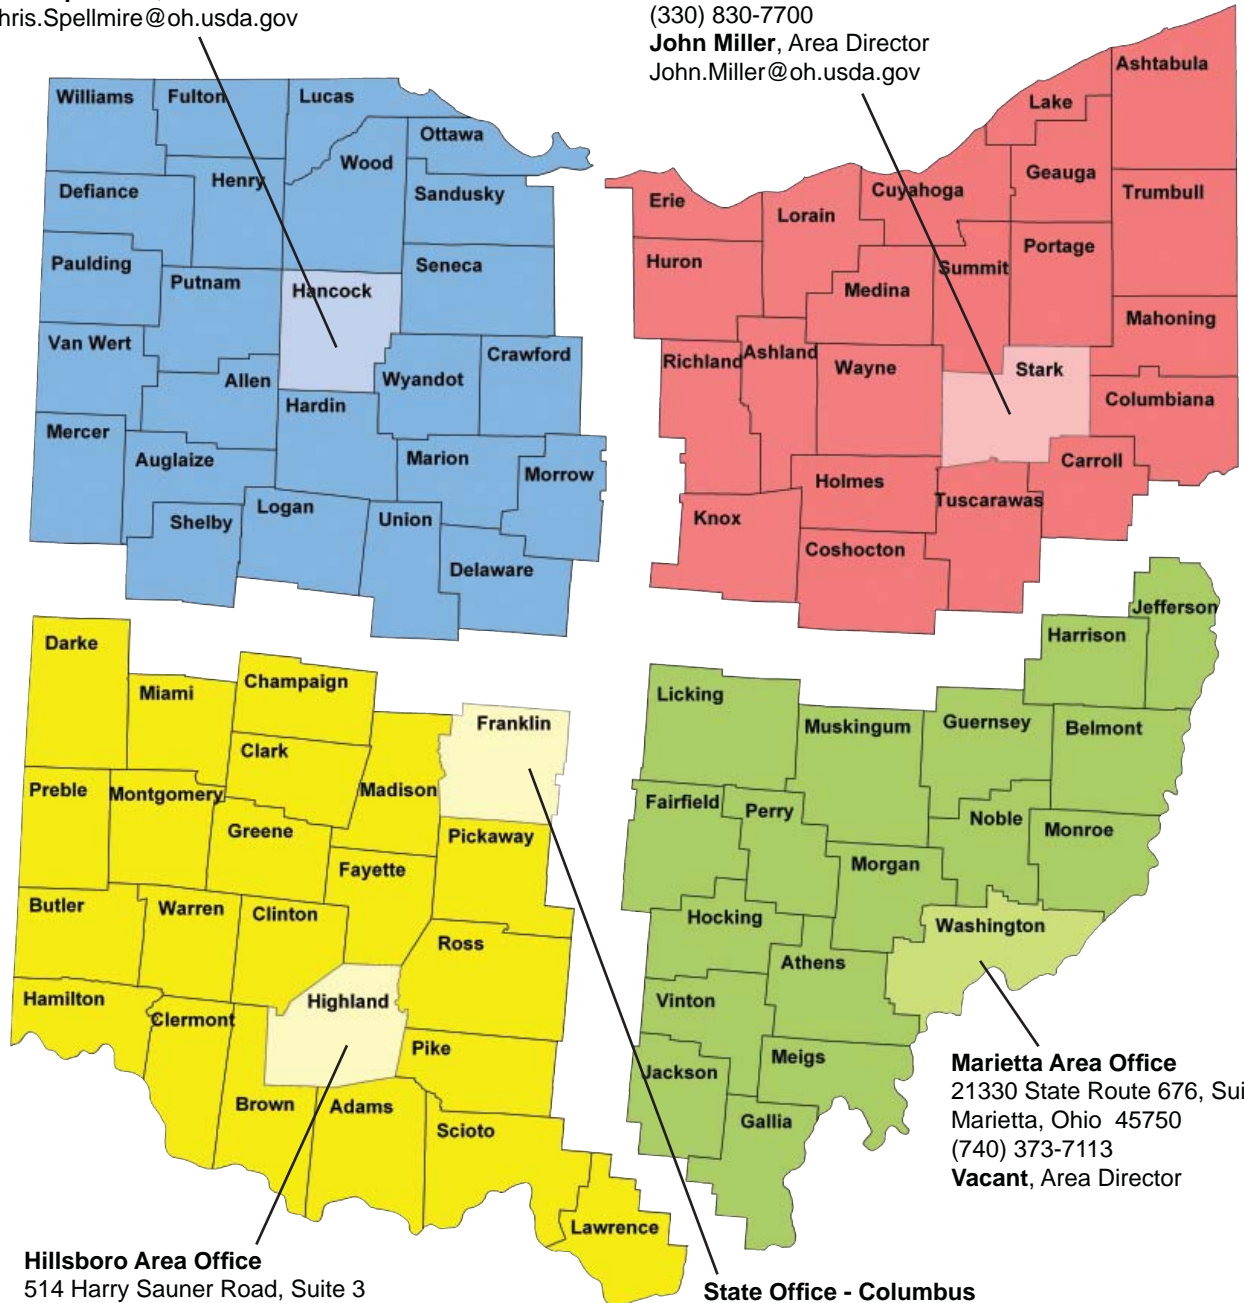 hris.Spellmire@oh.usda.gov
(330) 830-7700
John Miller, Area Director
John.Miller@oh.usda.gov
Williams
Fulton
Lucas
Ottawa
Wood
Henry
Defiance
Sandusky
Paulding
Putnam
Hancock
Seneca
Van Wert
Allen
Wyandot
Crawford
Hardin
Mercer
Auglaize
Marion
Morrow
Shelby
Logan
Union
Delaware
Ashtabula
Lake
Geauga
Cuyahoga
Trumbull
Erie
Lorain
Portage
Huron
Summit
Medina
Mahoning
Richland
Ashland
Wayne
Stark
Columbiana
Carroll
Holmes
Tuscarawas
Knox
Coshocton
Darke
Miami
Champaign
Franklin
Clark
Preble
Montgomery
Madison
Greene
Pickaway
Fayette
Butler
Warren
Clinton
Ross
Hamilton
Clermont
Highland
Pike
Brown
Adams
Scioto
Lawrence
Jefferson
Harrison
Licking
Muskingum
Guernsey
Belmont
Fairfield
Perry
Noble
Monroe
Morgan
Hocking
Washington
Athens
Vinton
Meigs
Jackson
Gallia
Marietta Area Office
21330 State Route 676, Sui
Marietta, Ohio 45750
(740) 373-7113
Vacant, Area Director
Hillsboro Area Office
514 Harry Sauner Road, Suite 3
State Office - Columbus